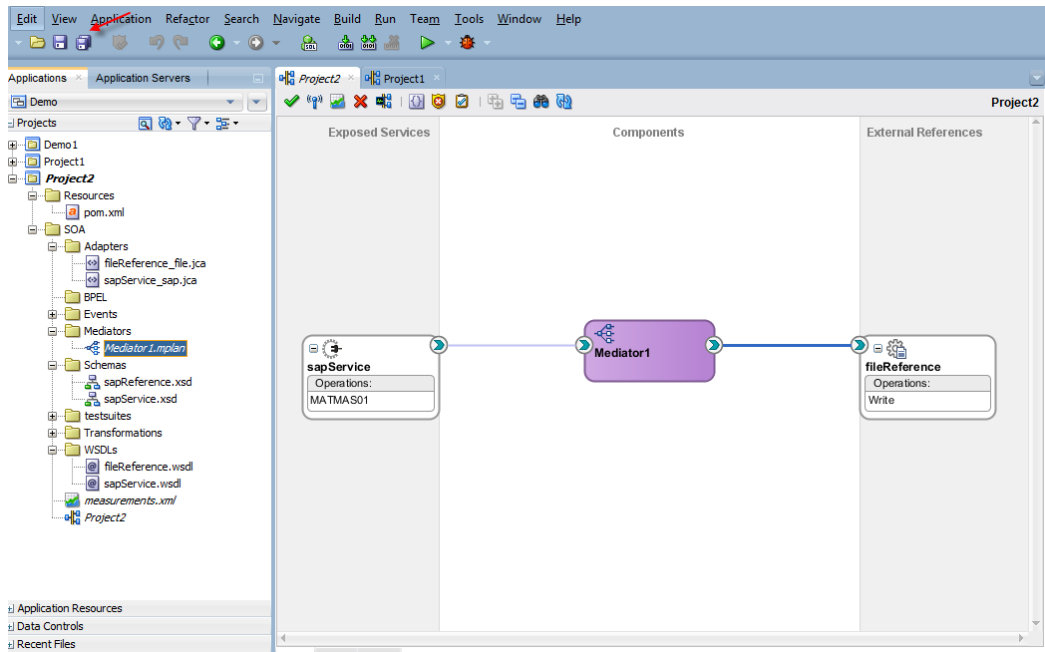 Edit View Application Refactor Search Navigate Build Run Team Tools Window Help
Applications Application Servers
Project2 Project1
Demo
Project2
Projects
Exposed Services Components External References
Demo1
Project1
Project2
Resources
pom.xml
SOA
Adapters
fileReference_file.jca
sapService_sap.jca
BPEL
Events
Mediators
Mediator1.mplan
Schemas
sapReference.xsd
sapService.xsd
testsuites
Transformations
WSDLs
fileReference.wsdl
sapService.wsdl
measurements.xml
Project2
sapService
Operations:
MATMAS01
Mediator1
fileReference
Operations:
Write
Application Resources
Data Controls
Recent Files